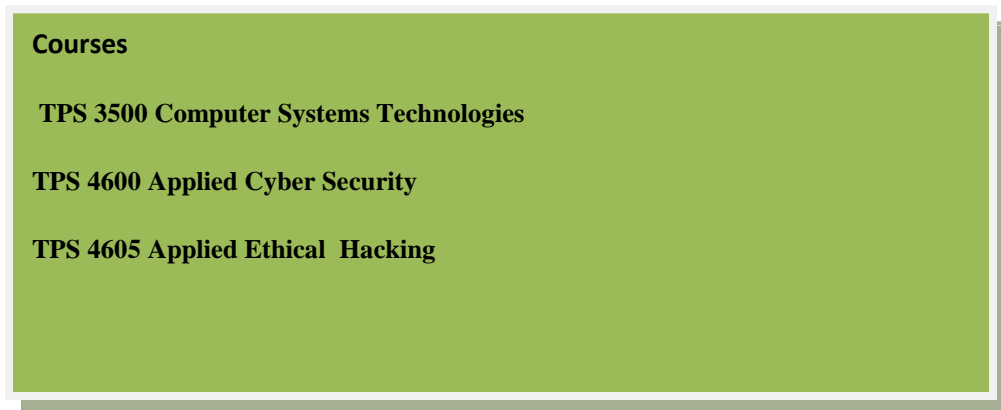 Courses
TPS 3500 Computer Systems Technologies
TPS 4600 Applied Cyber Security
TPS 4605 Applied Ethical  Hacking